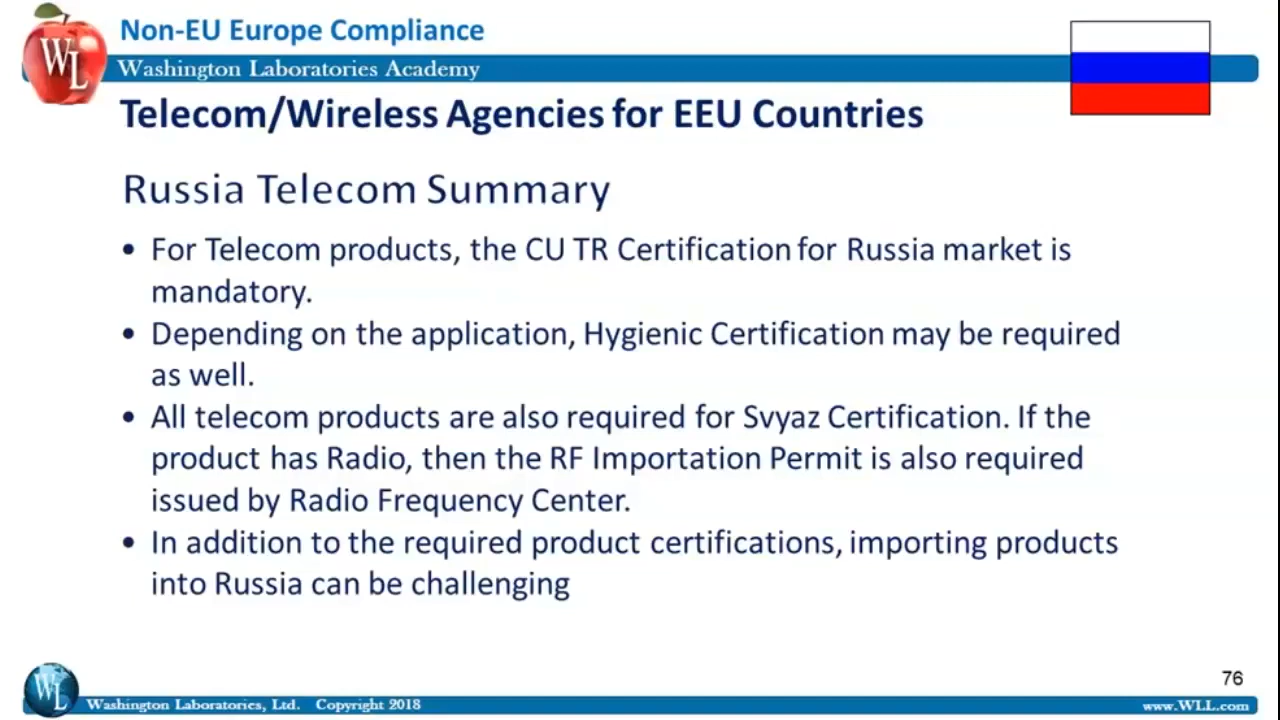 Non-EU Europe Compliance
WL
Washington Laboratories Academy
Telecom/Wireless Agencies for EEU Countries
Russia Telecom Summary
• For Telecom products, the CU TR Certification for Russia market is
mandatory.
• Depending on the application, Hygienic Certification may be required
as well.
• All telecom products are also required for Svyaz Certification. If the
product has Radio, then the RF Importation Permit is also required
issued by Radio Frequency Center.
• In addition to the required product certifications, importing products
into Russia can be challenging
76
WL
Washington Laboratories, Ltd. Copyright 2018
www.WLL.com